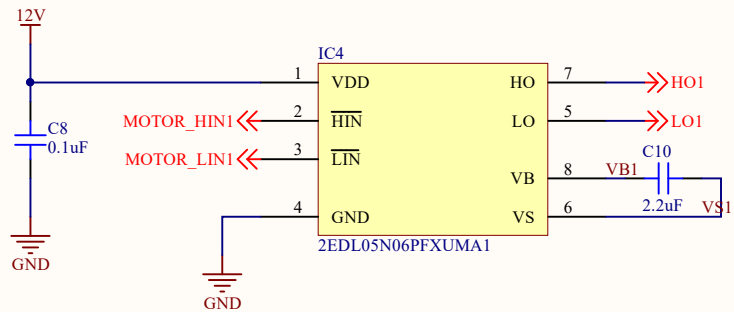 12V
IC4
1 VDD HO 7 HO1
C8
0.1uF
MOTOR_HIN1 2 HIN LO 5 LO1
MOTOR_LIN1 3 LIN
C10
VB 8 VB1
2.2uF
4 GND VS 6 VS1
2EDL05N06PFXUMA1
GND
GND